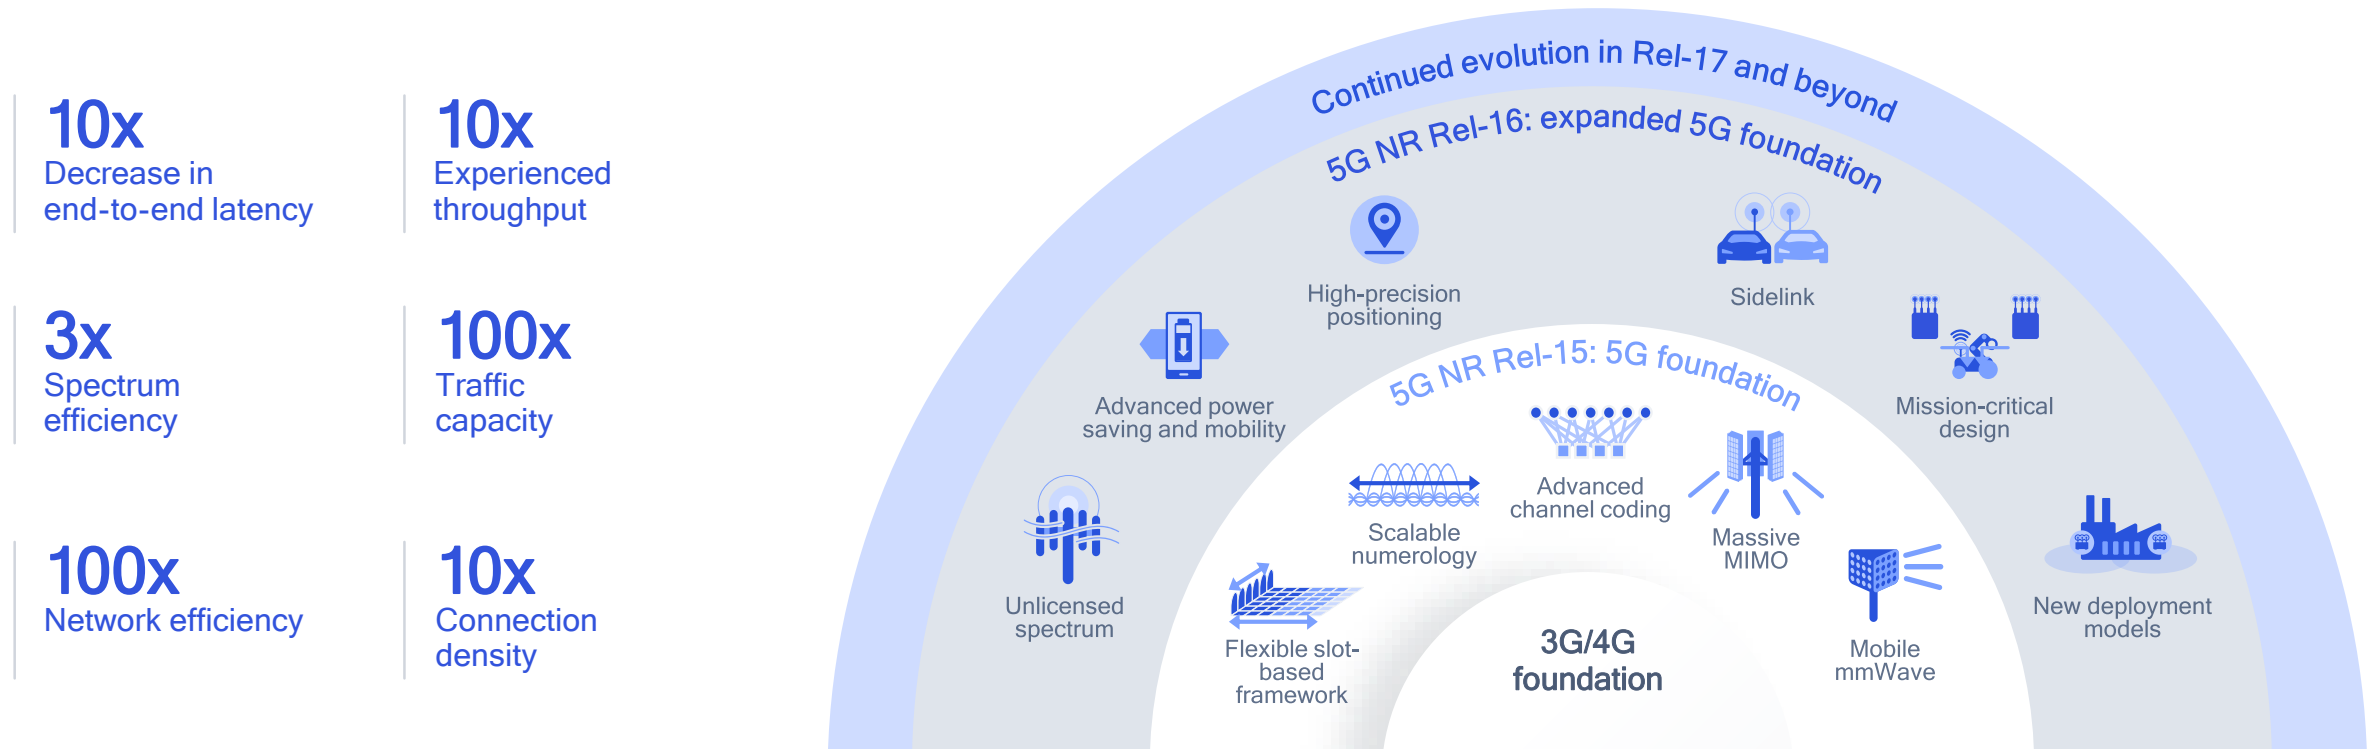 10x
Decrease in
end-to-end latency
10x
Experienced
throughput
3x
Spectrum
efficiency
100x
Traffic
capacity
100x
Network efficiency
10x
Connection
density
Continued evolution in Rel-17 and beyond
5G NR Rel-16: expanded 5G foundation
High-precision
positioning
Sidelink
Advanced power
saving and mobility
Mission-critical
design
Unlicensed
spectrum
New deployment
models
5G NR Rel-15: 5G foundation
Advanced
channel coding
Scalable
numerology
Massive
MIMO
Flexible slot-
based
framework
Mobile
mmWave
3G/4G
foundation